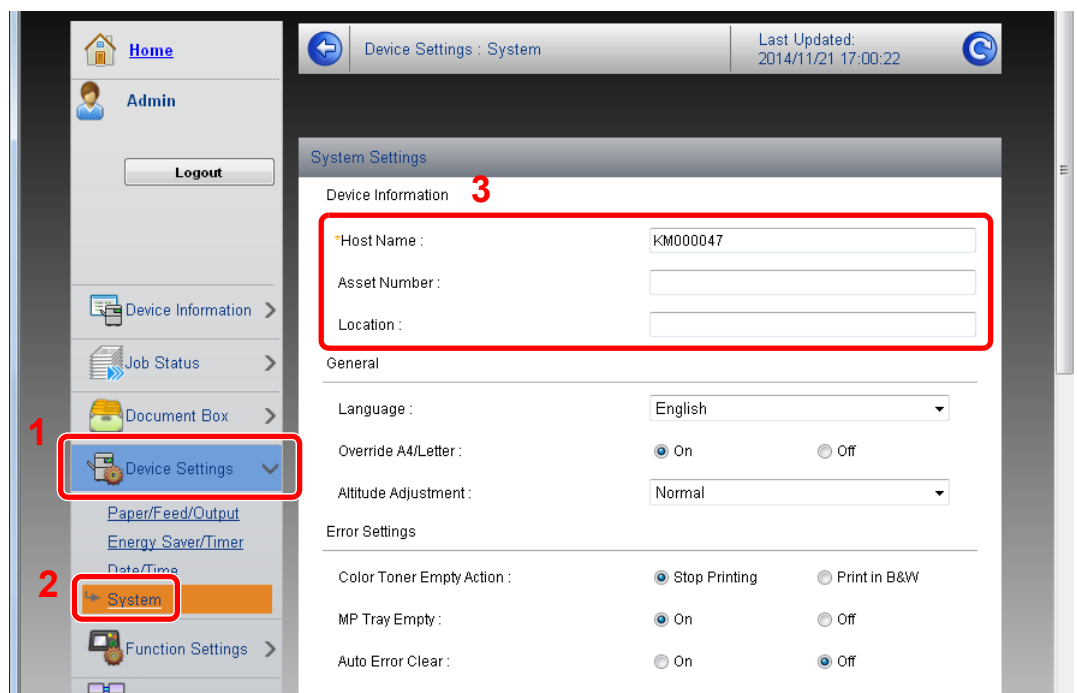 Home
Admin
Logout
Device Information
Job Status
Document Box
1
Device Settings
Paper/Feed/Output
Energy Saver/Timer
Date/Time
2
System
Function Settings
Device Settings : System
Last Updated:
2014/11/21 17:00:22
System Settings
Device Information 3
*Host Name : KM000047
Asset Number :
Location :
General
Language : English
Override A4/Letter : On Off
Altitude Adjustment : Normal
Error Settings
Color Toner Empty Action : Stop Printing Print in B&W
MP Tray Empty : On Off
Auto Error Clear : On Off